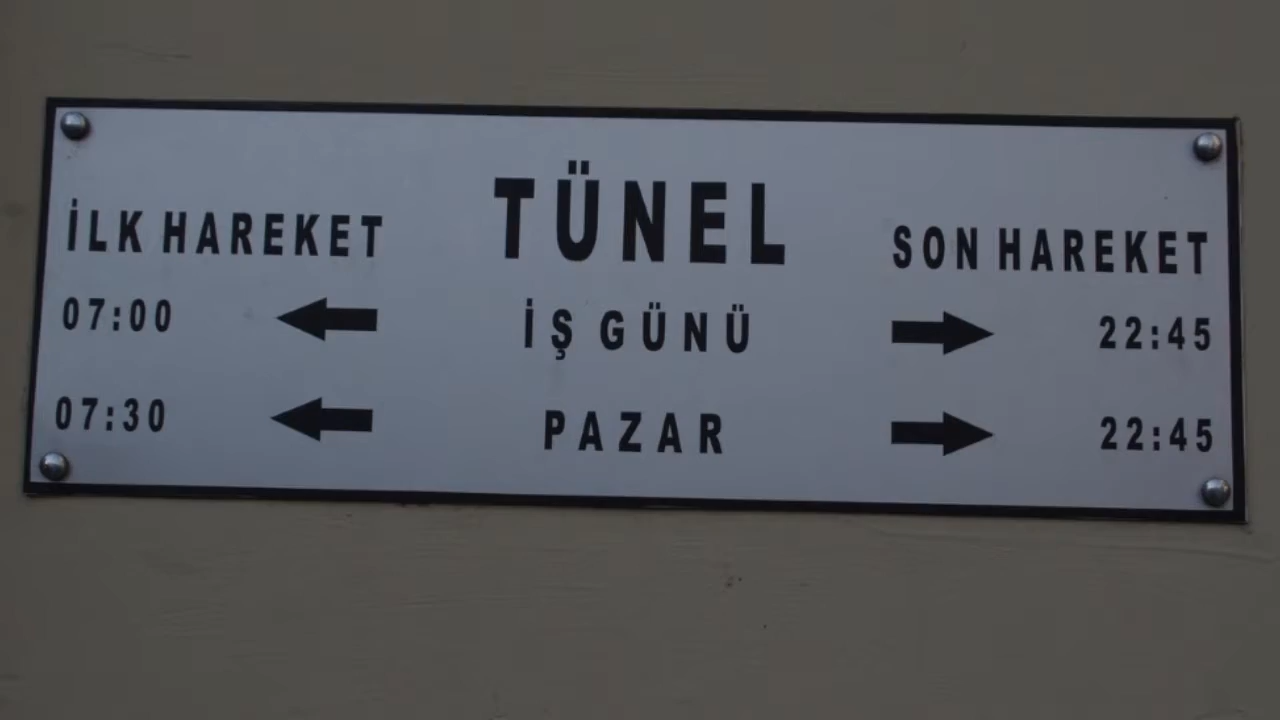 TÜNEL
İLK HAREKET SON HAREKET
07:00 İŞ GÜNÜ 22:45
07:30 PAZAR 22:45